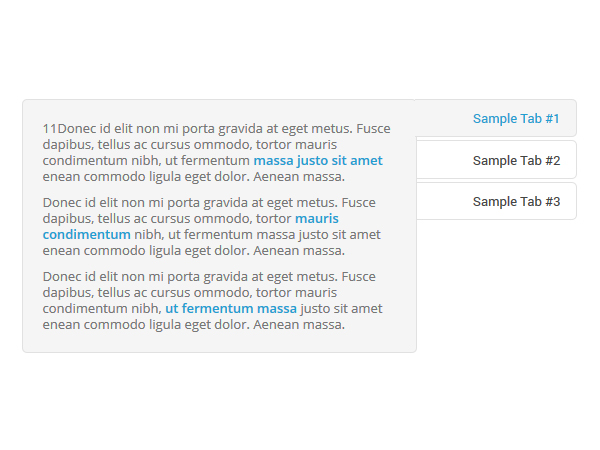 11Donec id elit non mi porta gravida at eget metus. Fusce
dapibus, tellus ac cursus ommodo, tortor mauris
condimentum nibh, ut fermentum massa justo sit amet
enean commodo ligula eget dolor. Aenean massa.
Donec id elit non mi porta gravida at eget metus. Fusce
dapibus, tellus ac cursus ommodo, tortor mauris
condimentum nibh, ut fermentum massa justo sit amet
enean commodo ligula eget dolor. Aenean massa.
Donec id elit non mi porta gravida at eget metus. Fusce
dapibus, tellus ac cursus ommodo, tortor mauris
condimentum nibh, ut fermentum massa justo sit amet
enean commodo ligula eget dolor. Aenean massa.
Sample Tab #1
Sample Tab #2
Sample Tab #3